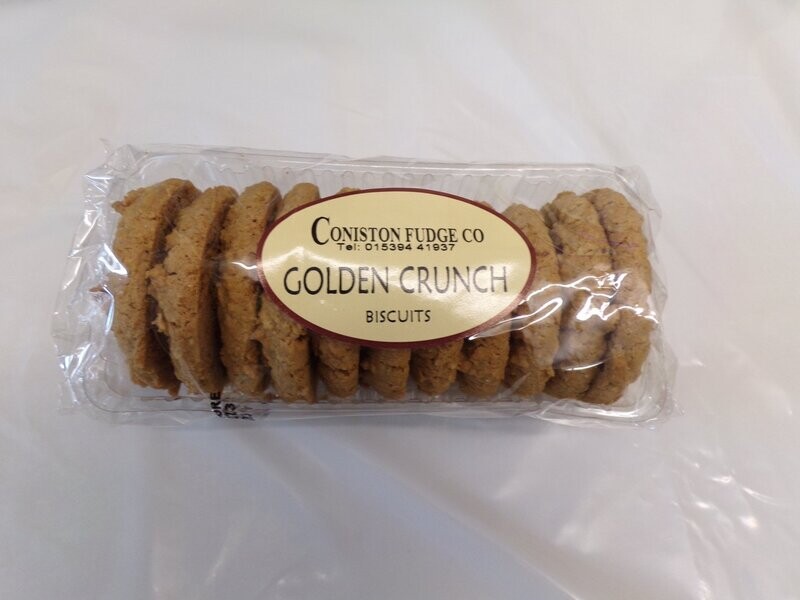 CONISTON FUDGE CO
Tel: 015394 41937
GOLDEN CRUNCH
BISCUITS